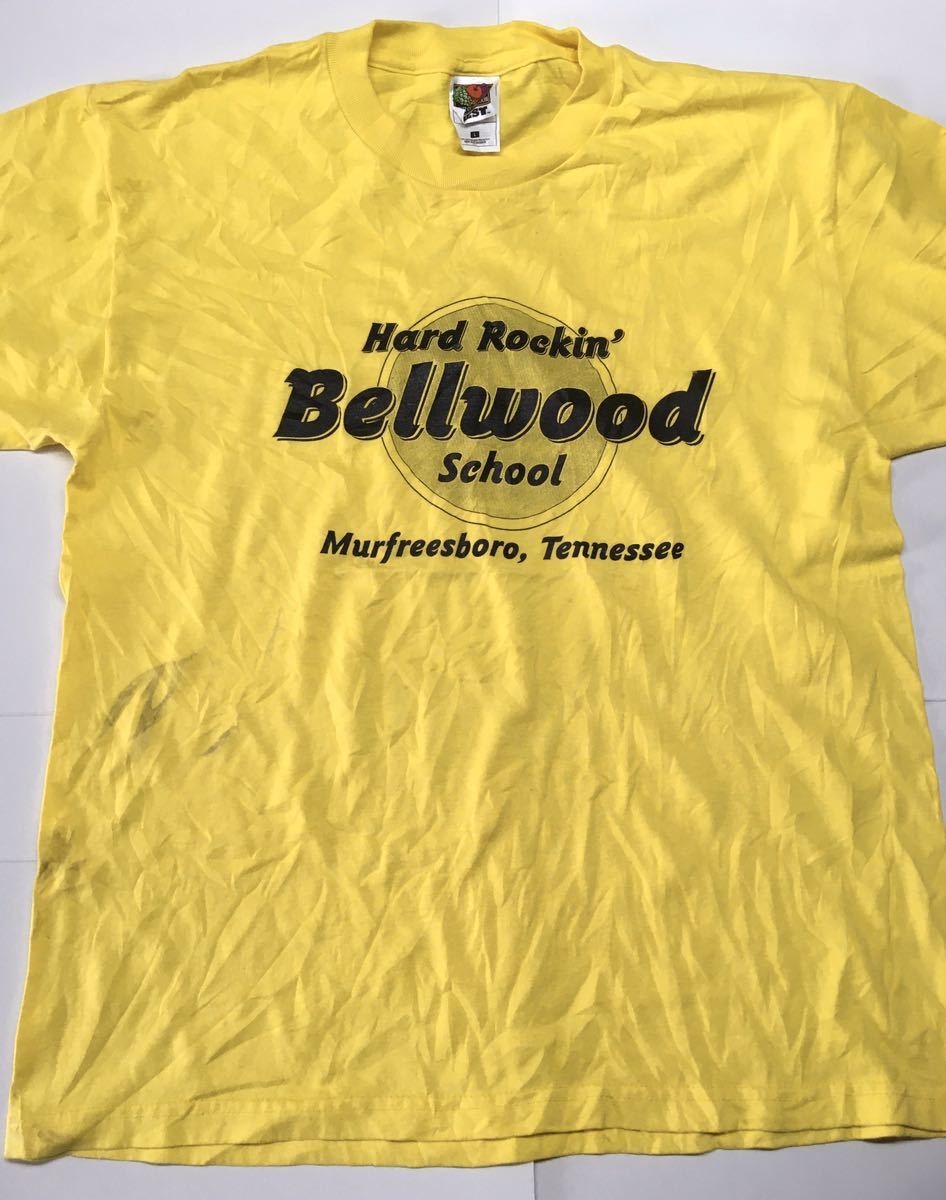 L
Hard Rockin'
Bellwood
School
Murfreesboro, Tennessee